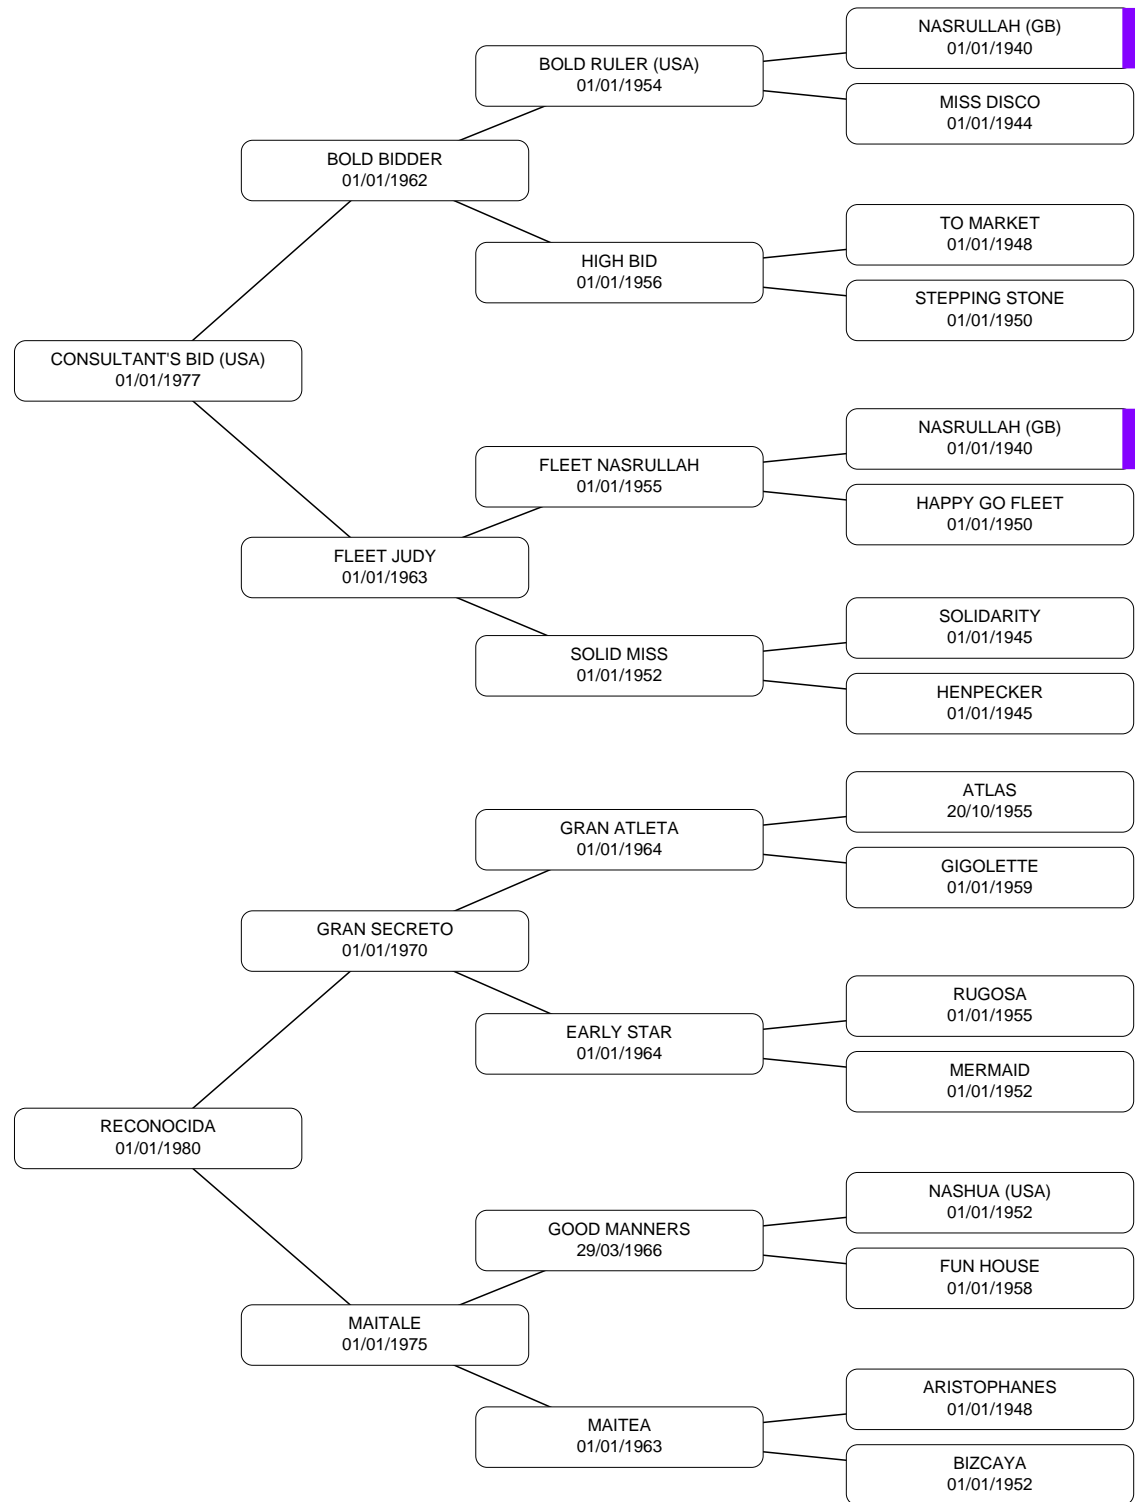 NASRULLAH (GB)
01/01/1940
BOLD RULER (USA)
01/01/1954
MISS DISCO
01/01/1944
BOLD BIDDER
01/01/1962
TO MARKET
01/01/1948
HIGH BID
01/01/1956
STEPPING STONE
01/01/1950
CONSULTANT'S BID (USA)
01/01/1977
NASRULLAH (GB)
01/01/1940
FLEET NASRULLAH
01/01/1955
HAPPY GO FLEET
01/01/1950
FLEET JUDY
01/01/1963
SOLIDARITY
01/01/1945
SOLID MISS
01/01/1952
HENPECKER
01/01/1945
ATLAS
20/10/1955
GRAN ATLETA
01/01/1964
GIGOLETTE
01/01/1959
GRAN SECRETO
01/01/1970
RUGOSA
01/01/1955
EARLY STAR
01/01/1964
MERMAID
01/01/1952
RECONOCIDA
01/01/1980
NASHUA (USA)
01/01/1952
GOOD MANNERS
29/03/1966
FUN HOUSE
01/01/1958
MAITALE
01/01/1975
ARISTOPHANES
01/01/1948
MAITEA
01/01/1963
BIZCAYA
01/01/1952